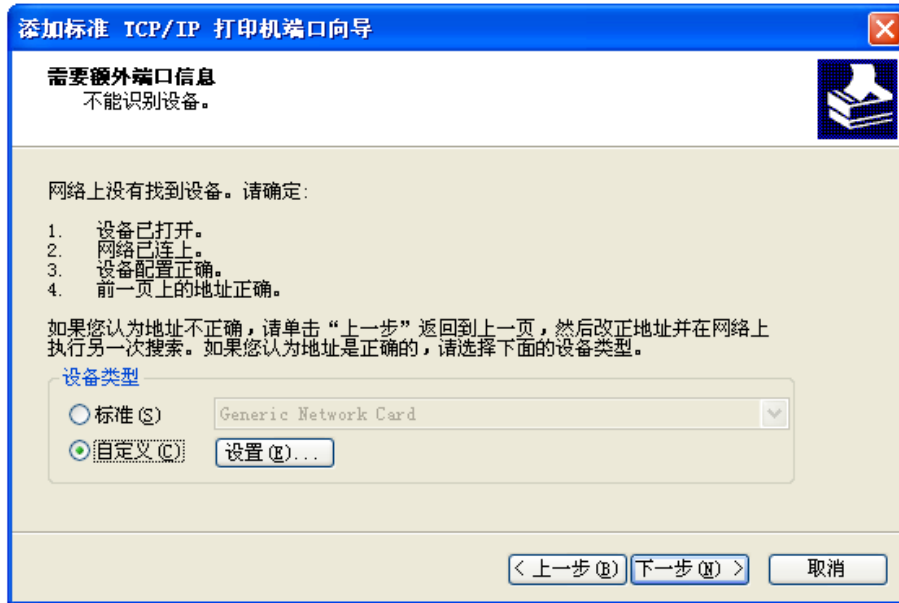 添加标准 TCP/IP 打印机端口向导
需要额外端口信息
不能识别设备。
网络上没有找到设备。请确定:
1. 设备已打开。
2. 网络已连上。
3. 设备配置正确。
4. 前一页上的地址正确。
如果您认为地址不正确,请单击“上一步”返回到上一页,然后改正地址并在网络上
执行另一次搜索。如果您认为地址是正确的,请选择下面的设备类型。
设备类型
标准(S) Generic Network Card
自定义(C) 设置(E)...
< 上一步(B) 下一步(N) > 取消